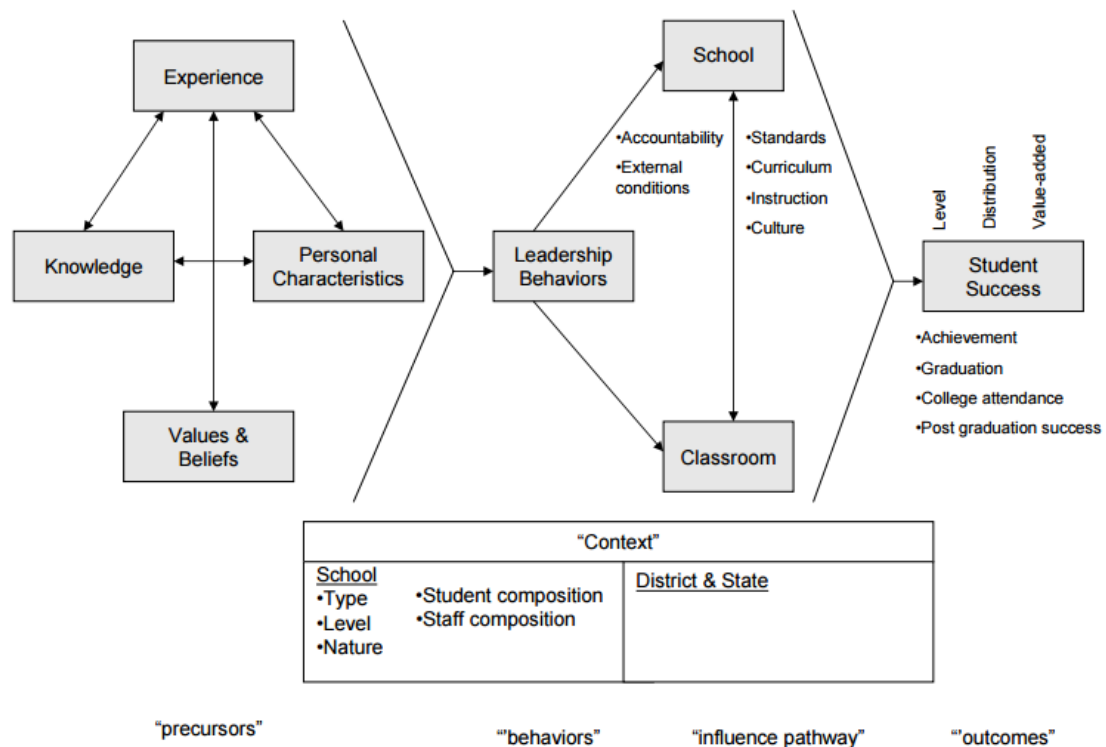 Experience
Knowledge
Personal
Characteristics
Values &
Beliefs
Leadership
Behaviors
School
•Accountability
•External
conditions
•Standards
•Curriculum
•Instruction
•Culture
Classroom
Level
Distribution
Value-added
Student
Success
•Achievement
•Graduation
•College attendance
•Post graduation success
“Context”
School
•Type
•Level
•Nature
•Student composition
•Staff composition
District & State
“precursors”
“’behaviors”
“influence pathway”
“’outcomes”